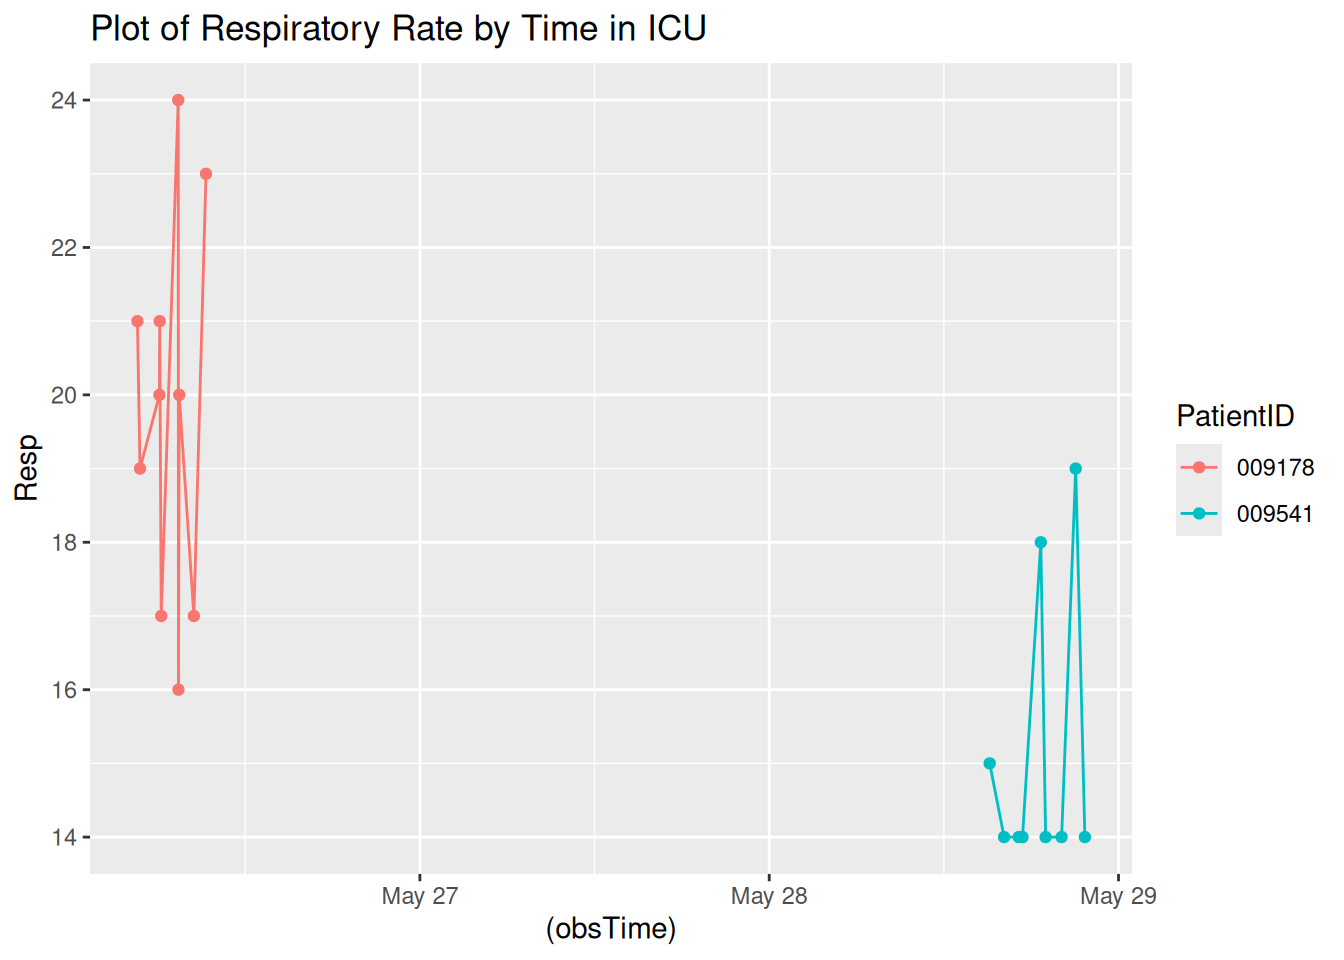 Plot of Respiratory Rate by Time in ICU
24
22
20
18
16
14
Resp
May 27
May 28
May 29
(obsTime)
PatientID
009178
009541